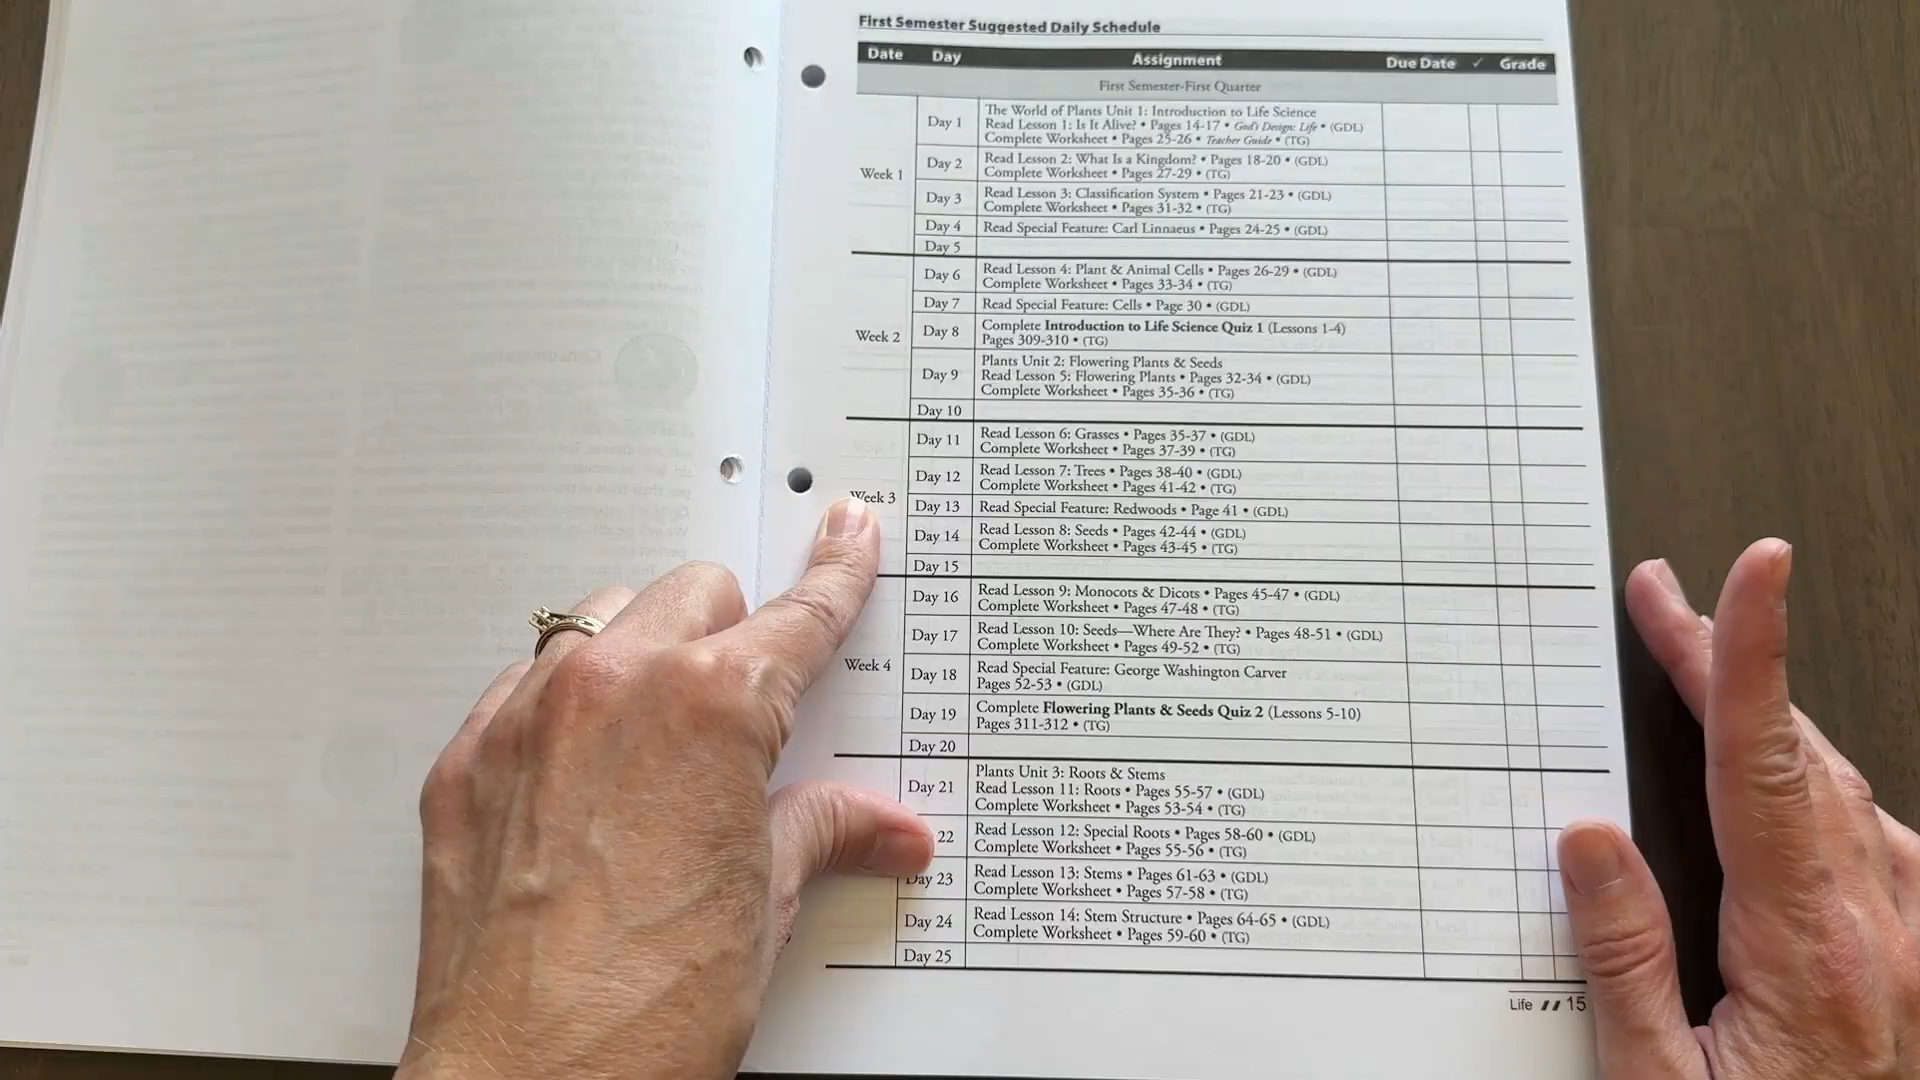 First Semester Suggested Daily Schedule
Date Day Assignment Due Date ✓ Grade
First Semester-First Quarter
Week 1
Day 1
The World of Plants Unit 1: Introduction to Life Science
Read Lesson 1: Is It Alive? • Pages 14-17 • God's Design: Life • (GDL)
Complete Worksheet • Pages 25-26 • Teacher Guide • (TG)
Day 2
Read Lesson 2: What Is a Kingdom? • Pages 18-20 • (GDL)
Complete Worksheet • Pages 27-29 • (TG)
Day 3
Read Lesson 3: Classification System • Pages 21-23 • (GDL)
Complete Worksheet • Pages 31-32 • (TG)
Day 4
Read Special Feature: Carl Linnaeus • Pages 24-25 • (GDL)
Day 5
Week 2
Day 6
Read Lesson 4: Plant & Animal Cells • Pages 26-29 • (GDL)
Complete Worksheet • Pages 33-34 • (TG)
Day 7
Read Special Feature: Cells • Page 30 • (GDL)
Day 8
Complete Introduction to Life Science Quiz 1 (Lessons 1-4)
Pages 309-310 • (TG)
Day 9
Plants Unit 2: Flowering Plants & Seeds
Read Lesson 5: Flowering Plants • Pages 32-34 • (GDL)
Complete Worksheet • Pages 35-36 • (TG)
Day 10
Week 3
Day 11
Read Lesson 6: Grasses • Pages 35-37 • (GDL)
Complete Worksheet • Pages 37-39 • (TG)
Day 12
Read Lesson 7: Trees • Pages 38-40 • (GDL)
Complete Worksheet • Pages 41-42 • (TG)
Day 13
Read Special Feature: Redwoods • Page 41 • (GDL)
Day 14
Read Lesson 8: Seeds • Pages 42-44 • (GDL)
Complete Worksheet • Pages 43-45 • (TG)
Day 15
Week 4
Day 16
Read Lesson 9: Monocots & Dicots • Pages 45-47 • (GDL)
Complete Worksheet • Pages 47-48 • (TG)
Day 17
Read Lesson 10: Seeds—Where Are They? • Pages 48-51 • (GDL)
Complete Worksheet • Pages 49-52 • (TG)
Day 18
Read Special Feature: George Washington Carver
Pages 52-53 • (GDL)
Day 19
Complete Flowering Plants & Seeds Quiz 2 (Lessons 5-10)
Pages 311-312 • (TG)
Day 20
Day 21
Plants Unit 3: Roots & Stems
Read Lesson 11: Roots • Pages 55-57 • (GDL)
Complete Worksheet • Pages 53-54 • (TG)
22
Read Lesson 12: Special Roots • Pages 58-60 • (GDL)
Complete Worksheet • Pages 55-56 • (TG)
Day 23
Read Lesson 13: Stems • Pages 61-63 • (GDL)
Complete Worksheet • Pages 57-58 • (TG)
Day 24
Read Lesson 14: Stem Structure • Pages 64-65 • (GDL)
Complete Worksheet • Pages 59-60 • (TG)
Day 25
Life // 15